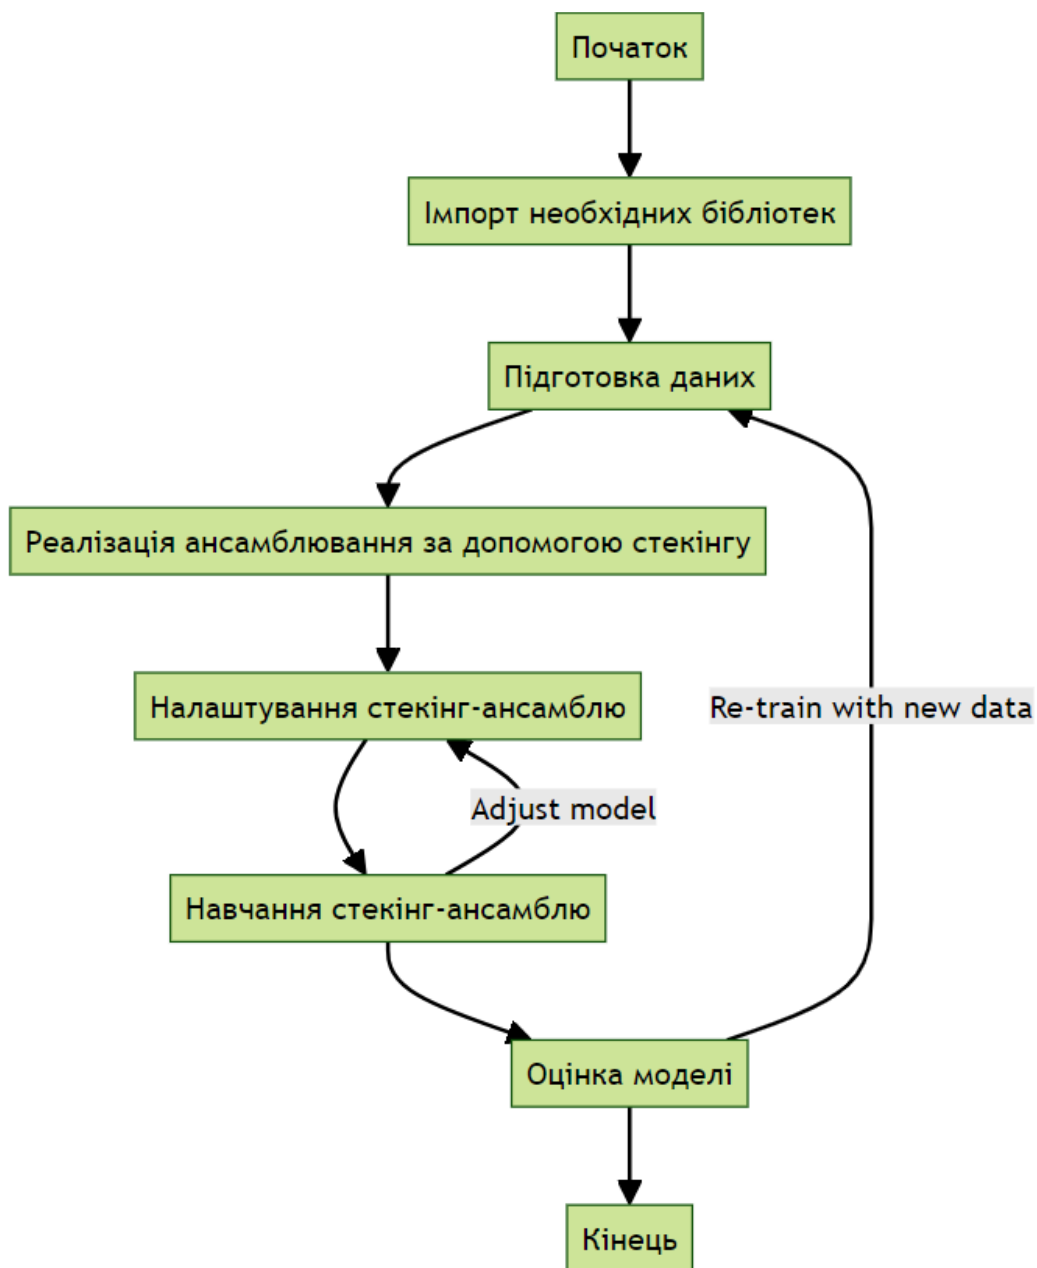 Початок
Імпорт необхідних бібліотек
Підготовка даних
Реалізація ансамблювання за допомогою стекінгу
Налаштування стекінг-ансамблю
Re-train with new data
Adjust model
Навчання стекінг-ансамблю
Оцінка моделі
Кінець